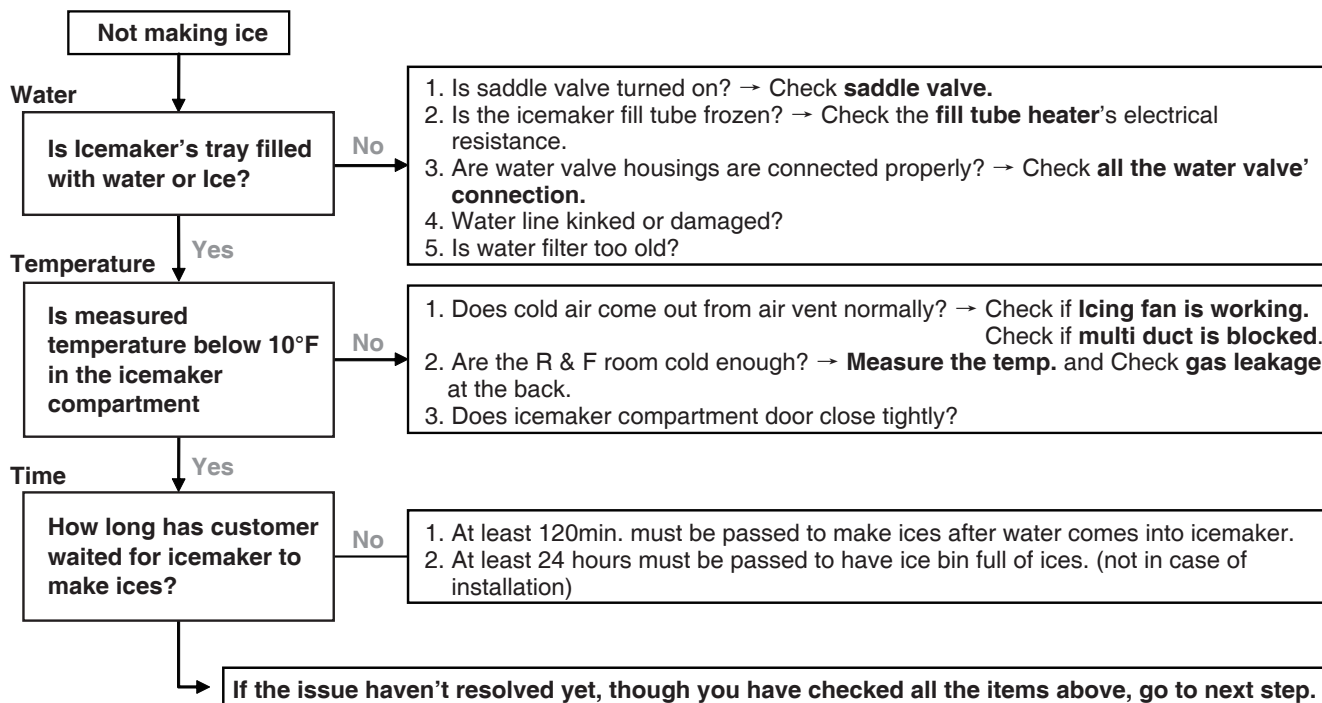 Not making ice
Water
Is Icemaker's tray filled
with water or Ice?
No
1. Is saddle valve turned on? → Check saddle valve.
2. Is the icemaker fill tube frozen? → Check the fill tube heater's electrical
resistance.
3. Are water valve housings are connected properly? → Check all the water valve'
connection.
4. Water line kinked or damaged?
5. Is water filter too old?
Yes
Temperature
Is measured
temperature below 10°F
in the icemaker
compartment
No
1. Does cold air come out from air vent normally? → Check if Icing fan is working.
Check if multi duct is blocked.
2. Are the R & F room cold enough? → Measure the temp. and Check gas leakage
at the back.
3. Does icemaker compartment door close tightly?
Yes
Time
How long has customer
waited for icemaker to
make ices?
No
1. At least 120min. must be passed to make ices after water comes into icemaker.
2. At least 24 hours must be passed to have ice bin full of ices. (not in case of
installation)
If the issue haven't resolved yet, though you have checked all the items above, go to next step.